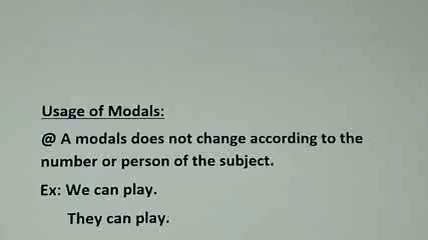 Usage of Modals:
@ A modals does not change according to the
number or person of the subject.
Ex: We can play.
They can play.